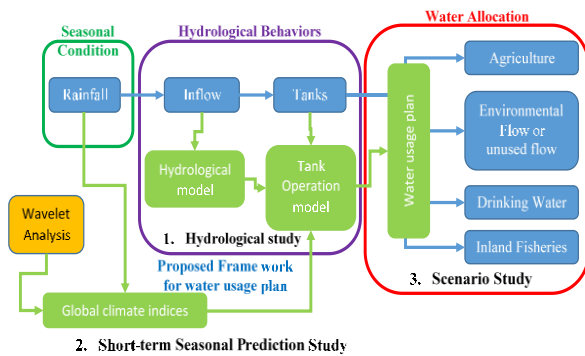 Water Allocation
Seasonal
Condition
Hydrological Behaviors
Rainfall
Inflow
Tanks
Agriculture
Water usage plan
Environmental
Flow or
unused flow
Hydrological
model
Tank
Operation
model
Wavelet
Analysis
Drinking Water
1. Hydrological study
Inland Fisheries
Proposed Frame work
for water usage plan
3. Scenario Study
Global climate indices
2. Short-term Seasonal Prediction Study